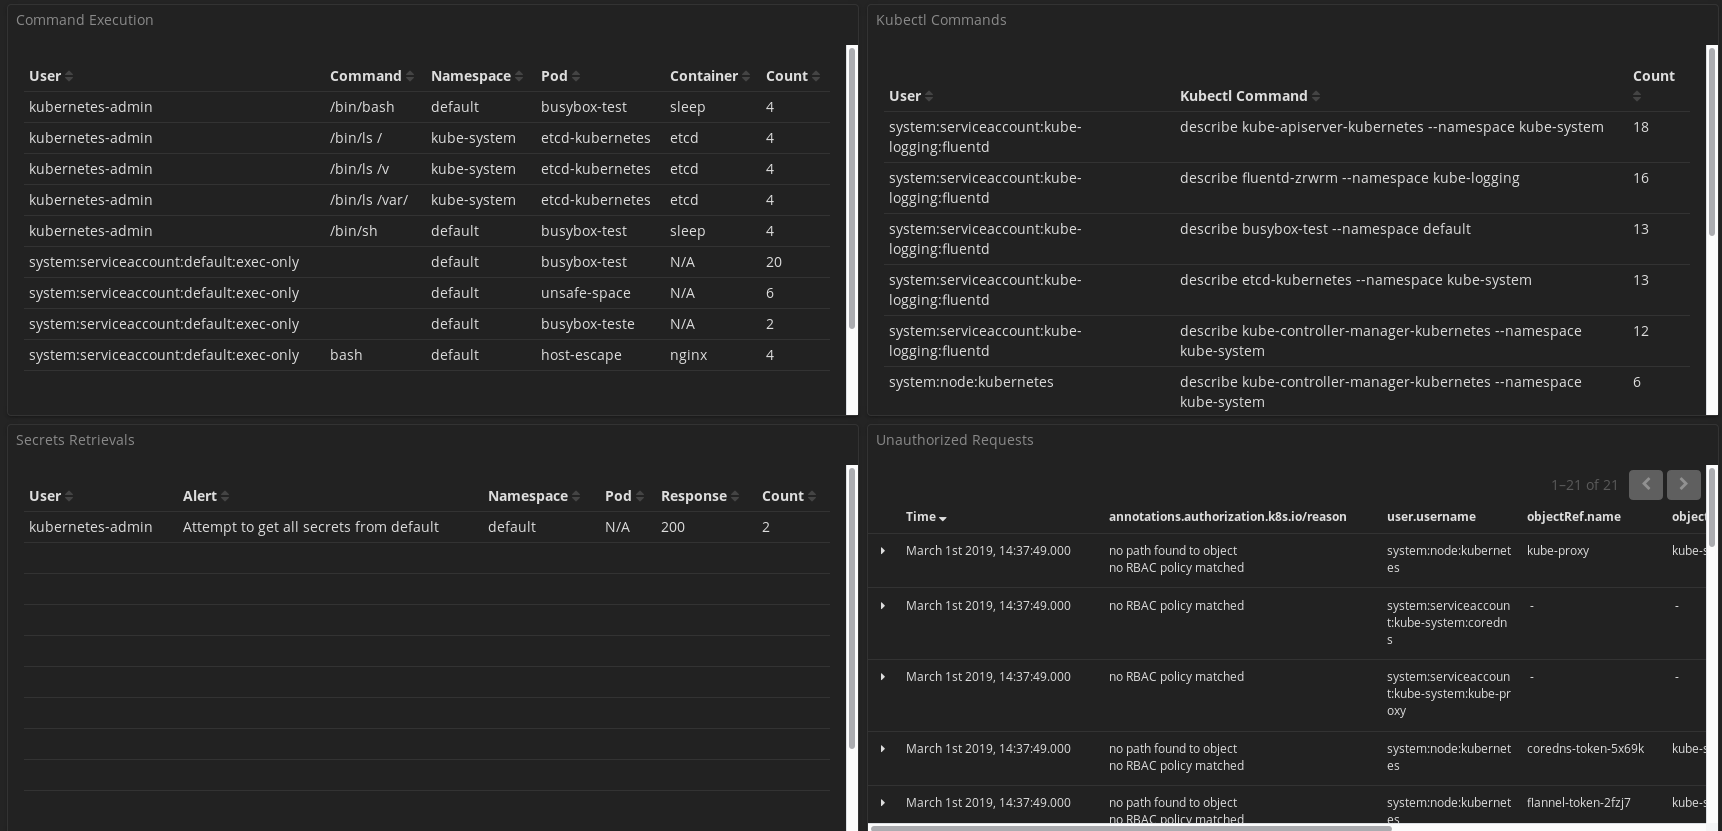 Command Execution
User Command Namespace Pod Container Count
kubernetes-admin /bin/bash default busybox-test sleep 4
kubernetes-admin /bin/ls / kube-system etcd-kubernetes etcd 4
kubernetes-admin /bin/ls /v kube-system etcd-kubernetes etcd 4
kubernetes-admin /bin/ls /var/ kube-system etcd-kubernetes etcd 4
kubernetes-admin /bin/sh default busybox-test sleep 4
system:serviceaccount:default:exec-only default busybox-test N/A 20
system:serviceaccount:default:exec-only default unsafe-space N/A 6
system:serviceaccount:default:exec-only default busybox-teste N/A 2
system:serviceaccount:default:exec-only bash default host-escape nginx 4
Kubectl Commands
User Kubectl Command Count
system:serviceaccount:kube- describe kube-apiserver-kubernetes --namespace kube-system 18
logging:fluentd
system:serviceaccount:kube- describe fluentd-zrwrm --namespace kube-logging 16
logging:fluentd
system:serviceaccount:kube- describe busybox-test --namespace default 13
logging:fluentd
system:serviceaccount:kube- describe etcd-kubernetes --namespace kube-system 13
logging:fluentd
system:serviceaccount:kube- describe kube-controller-manager-kubernetes --namespace 12
logging:fluentd kube-system
system:node:kubernetes describe kube-controller-manager-kubernetes --namespace 6
kube-system
Secrets Retrievals
User Alert Namespace Pod Response Count
kubernetes-admin Attempt to get all secrets from default default N/A 200 2
Unauthorized Requests
1–21 of 21
Time annotations.authorization.k8s.io/reason user.username objectRef.name object
March 1st 2019, 14:37:49.000 no path found to object system:node:kubernet kube-proxy kube-s
no RBAC policy matched es
March 1st 2019, 14:37:49.000 no RBAC policy matched system:serviceaccoun - -
t:kube-system:coredn
s
March 1st 2019, 14:37:49.000 no RBAC policy matched system:serviceaccoun - -
t:kube-system:kube-pr
oxy
March 1st 2019, 14:37:49.000 no path found to object system:node:kubernet coredns-token-5x69k kube-s
no RBAC policy matched es
March 1st 2019, 14:37:49.000 no path found to object system:node:kubernet flannel-token-2fzj7 kube-s
no RBAC policy matched es